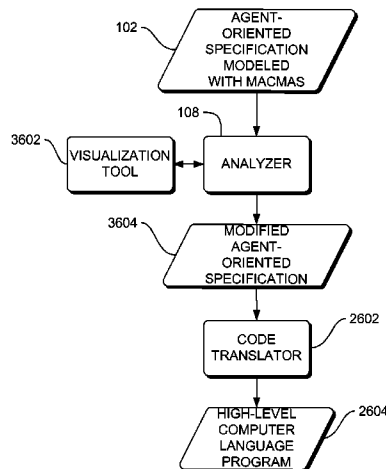 102
AGENT-
ORIENTED
SPECIFICATION
MODELED
WITH MACMAS
108
3602
VISUALIZATION
TOOL
ANALYZER
3604
MODIFIED
AGENT-
ORIENTED
SPECIFICATION
2602
CODE
TRANSLATOR
HIGH-LEVEL
COMPUTER
LANGUAGE
PROGRAM
2604